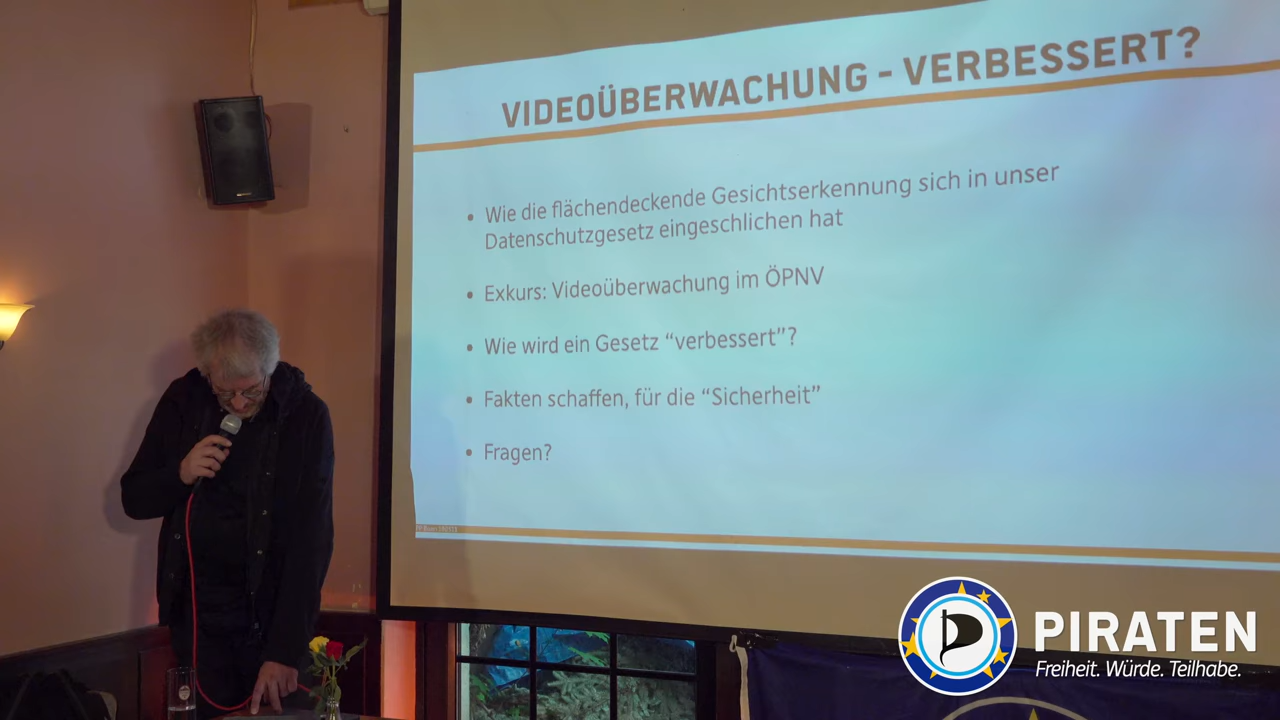 VIDEOÜBERWACHUNG - VERBESSERT?
• Wie die flächendeckende Gesichtserkennung sich in unser
Datenschutzgesetz eingeschlichen hat
• Exkurs: Videoüberwachung im ÖPNV
• Wie wird ein Gesetz “verbessert”?
• Fakten schaffen, für die “Sicherheit”
• Fragen?
PIRATEN
Freiheit. Würde. Teilhabe.